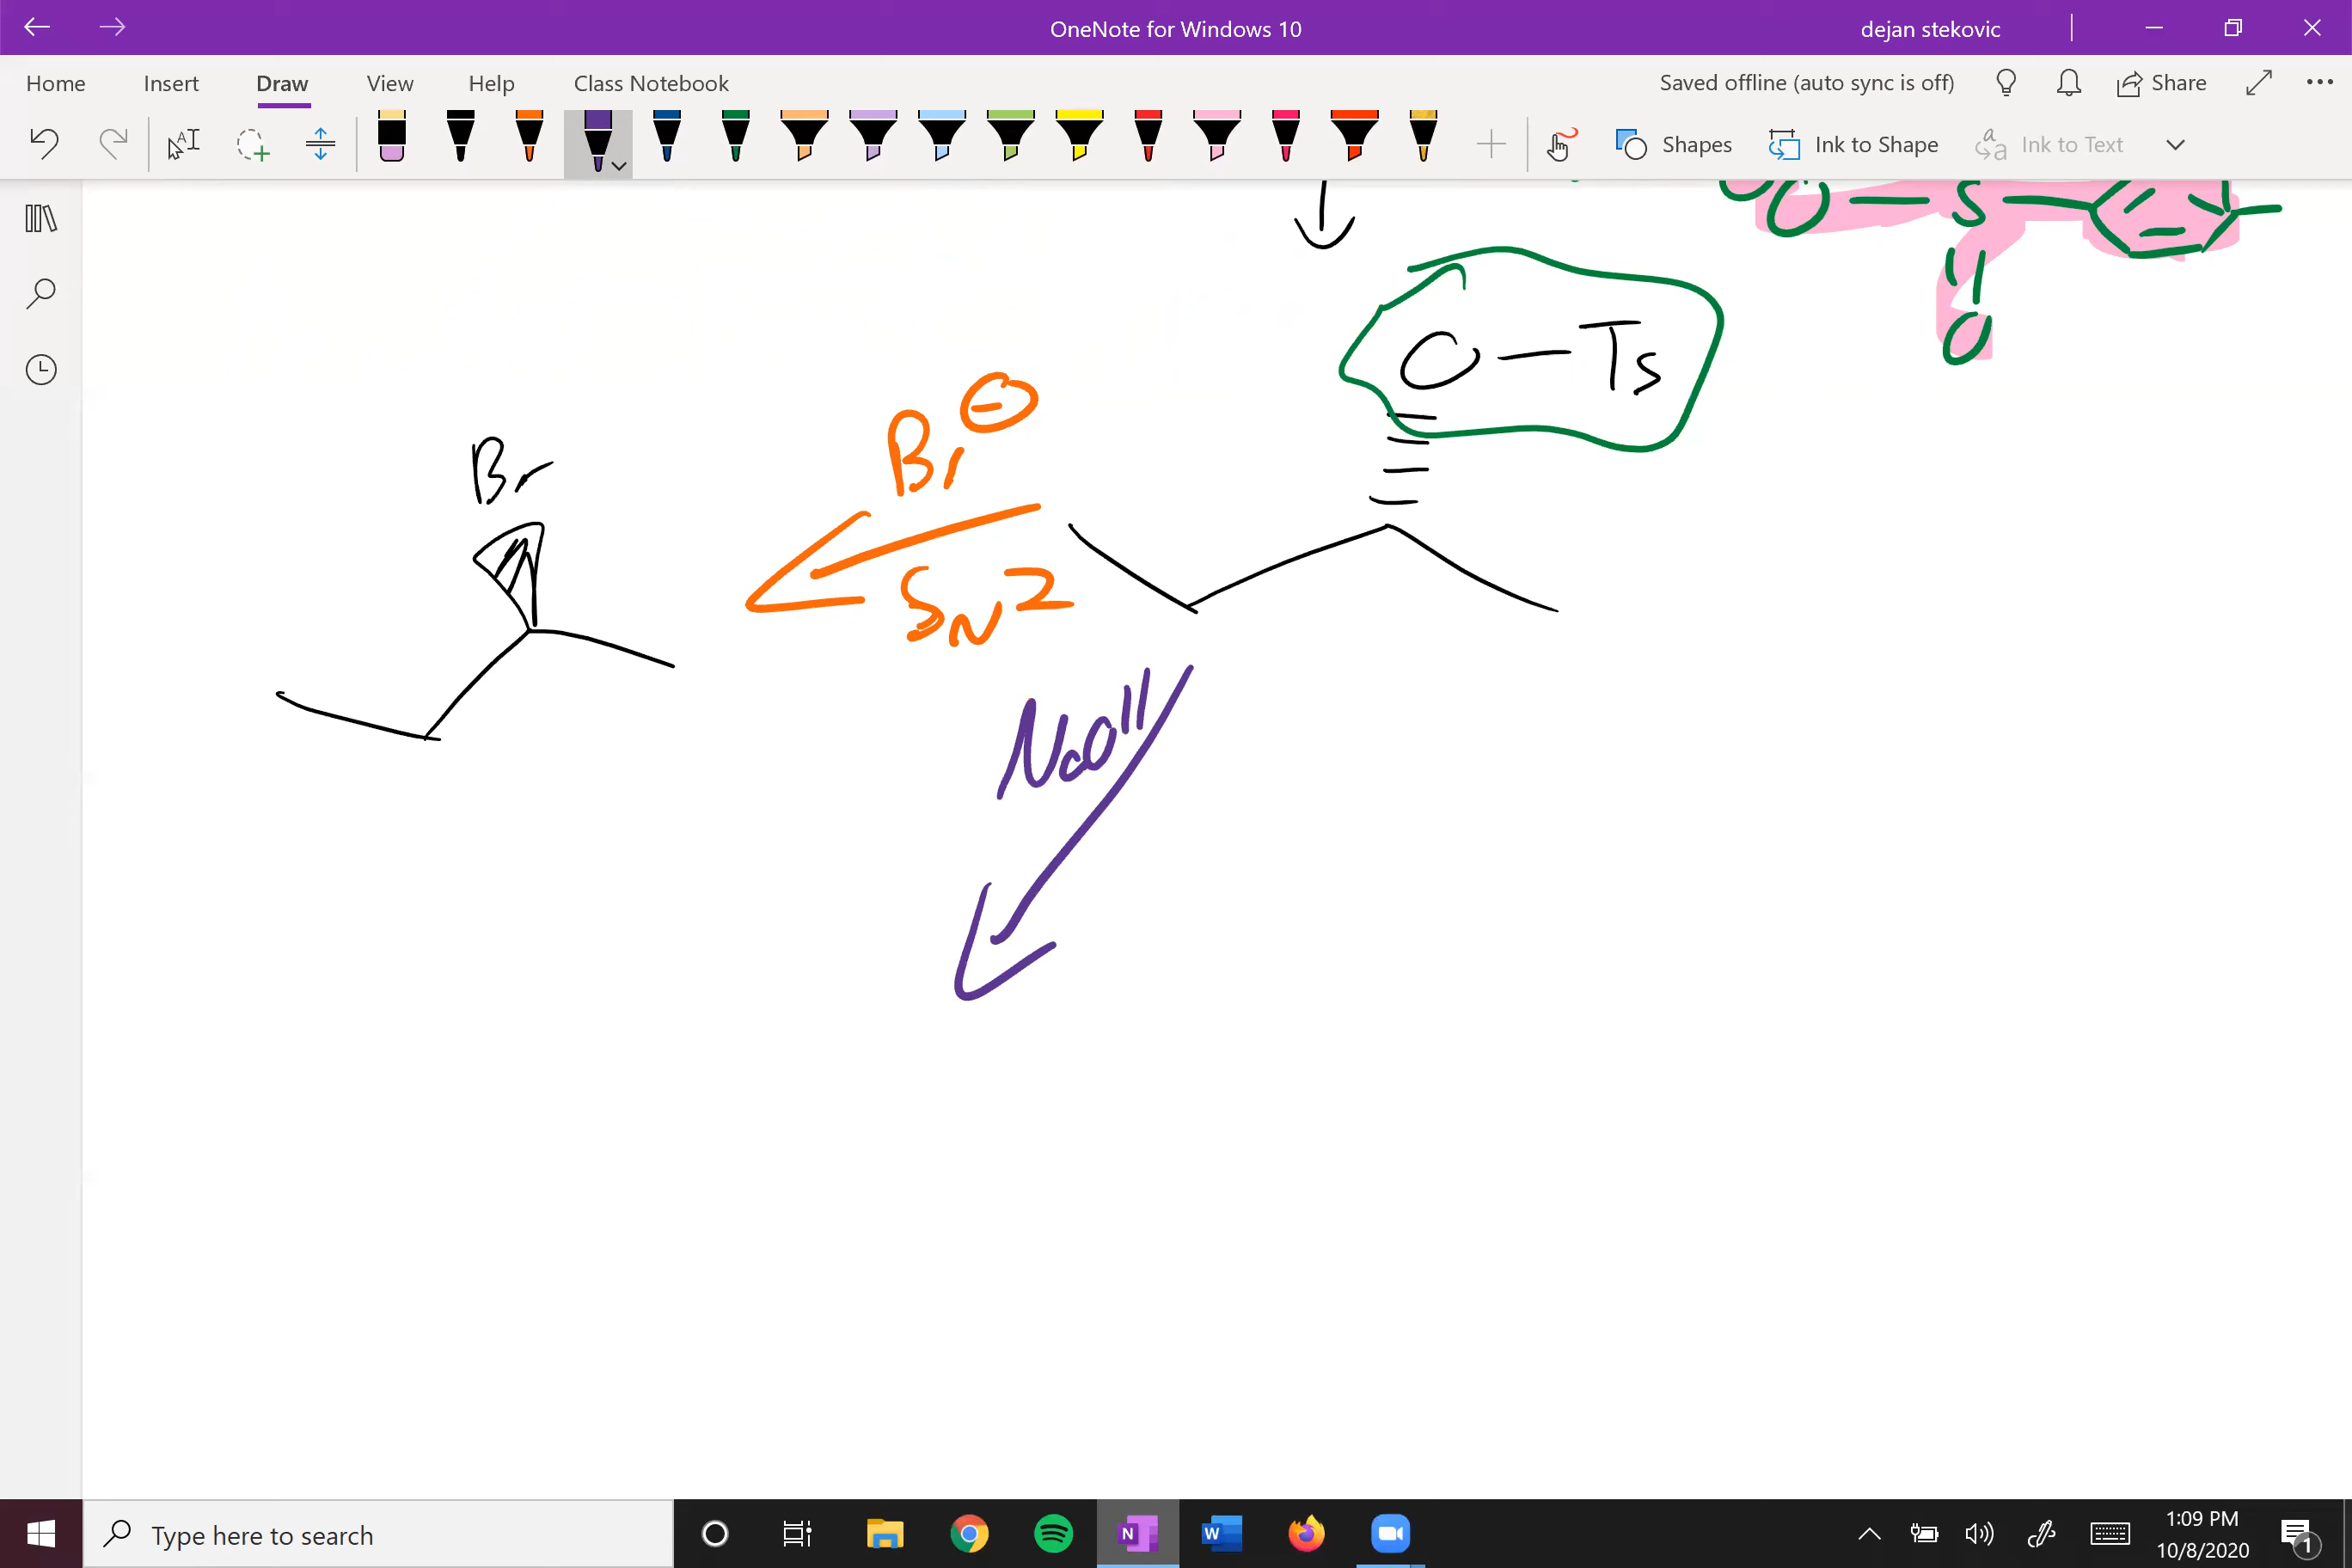 OneNote for Windows 10
dejan stekovic
Home Insert Draw View Help Class Notebook
Saved offline (auto sync is off)
Share
Shapes
Ink to Shape
Ink to Text
O — S
O
O — Ts
Br ⊖
Br
SN2
Type here to search
N
W
1:09 PM
10/8/2020
1